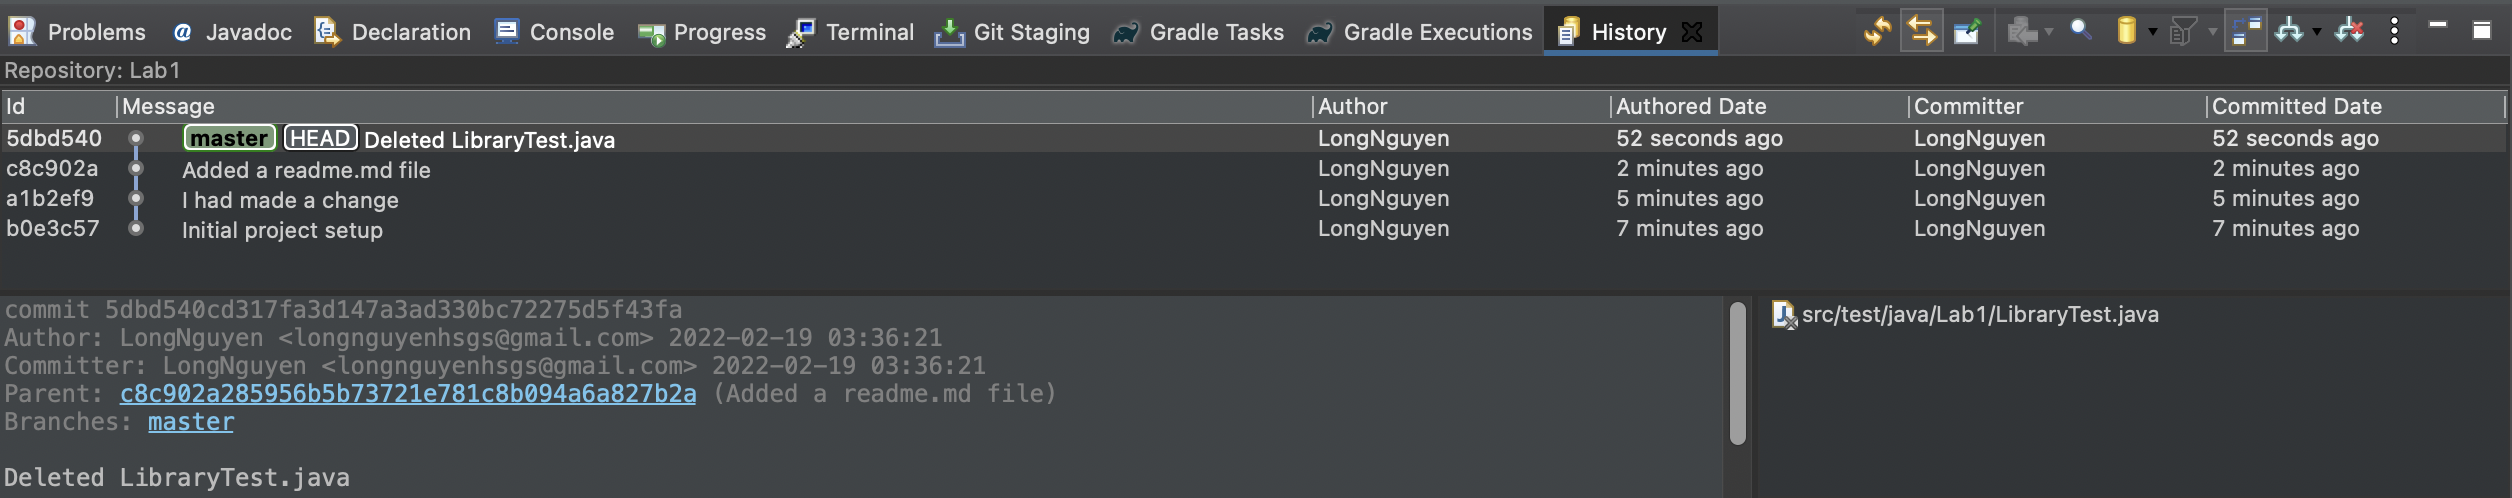 Problems @ Javadoc Declaration Console Progress Terminal Git Staging Gradle Tasks Gradle Executions History
Repository: Lab1
Id Message Author Authored Date Committer Committed Date
5dbd540 master HEAD Deleted LibraryTest.java LongNguyen 52 seconds ago LongNguyen 52 seconds ago
c8c902a Added a readme.md file LongNguyen 2 minutes ago LongNguyen 2 minutes ago
a1b2ef9 I had made a change LongNguyen 5 minutes ago LongNguyen 5 minutes ago
b0e3c57 Initial project setup LongNguyen 7 minutes ago LongNguyen 7 minutes ago
commit 5dbd540cd317fa3d147a3ad330bc72275d5f43fa
Author: LongNguyen <longnguyenhsgs@gmail.com> 2022-02-19 03:36:21
Committer: LongNguyen <longnguyenhsgs@gmail.com> 2022-02-19 03:36:21
Parent: c8c902a285956b5b73721e781c8b094a6a827b2a (Added a readme.md file)
Branches: master
Deleted LibraryTest.java
src/test/java/Lab1/LibraryTest.java